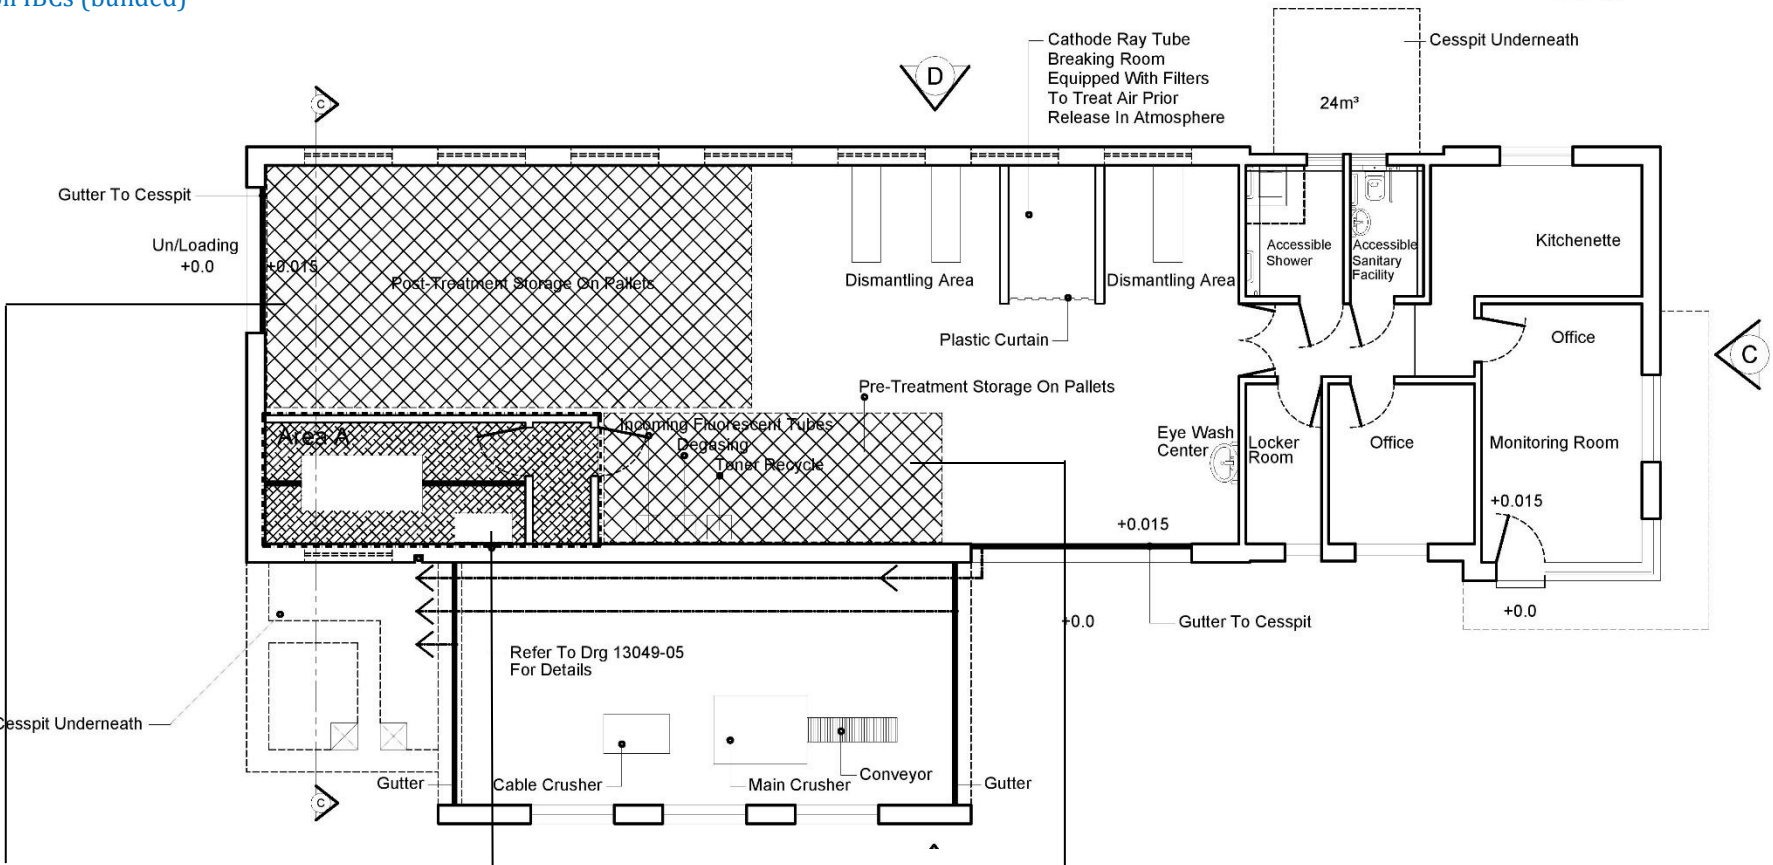 IBCs (bunded)
Cathode Ray Tube
Breaking Room
Equipped With Filters
To Treat Air Prior
Release In Atmosphere
Cesspit Underneath
D
C
24m³
Gutter To Cesspit
Un/Loading
+0.0
+0.015
Post-Treatment Storage On Pallets
Dismantling Area
Dismantling Area
Accessible
Shower
Accessible
Sanitary
Facility
Kitchenette
Plastic Curtain
Office
C
Pre-Treatment Storage On Pallets
Area A
Incoming Fluorescent Tubes
Degasing
Toner Recycle
Eye Wash
Center
Locker
Room
Office
Monitoring Room
+0.015
+0.015
+0.0
+0.0
Gutter To Cesspit
Refer To Drg 13049-05
For Details
Cesspit Underneath
Gutter
Cable Crusher
Main Crusher
Conveyor
Gutter
C